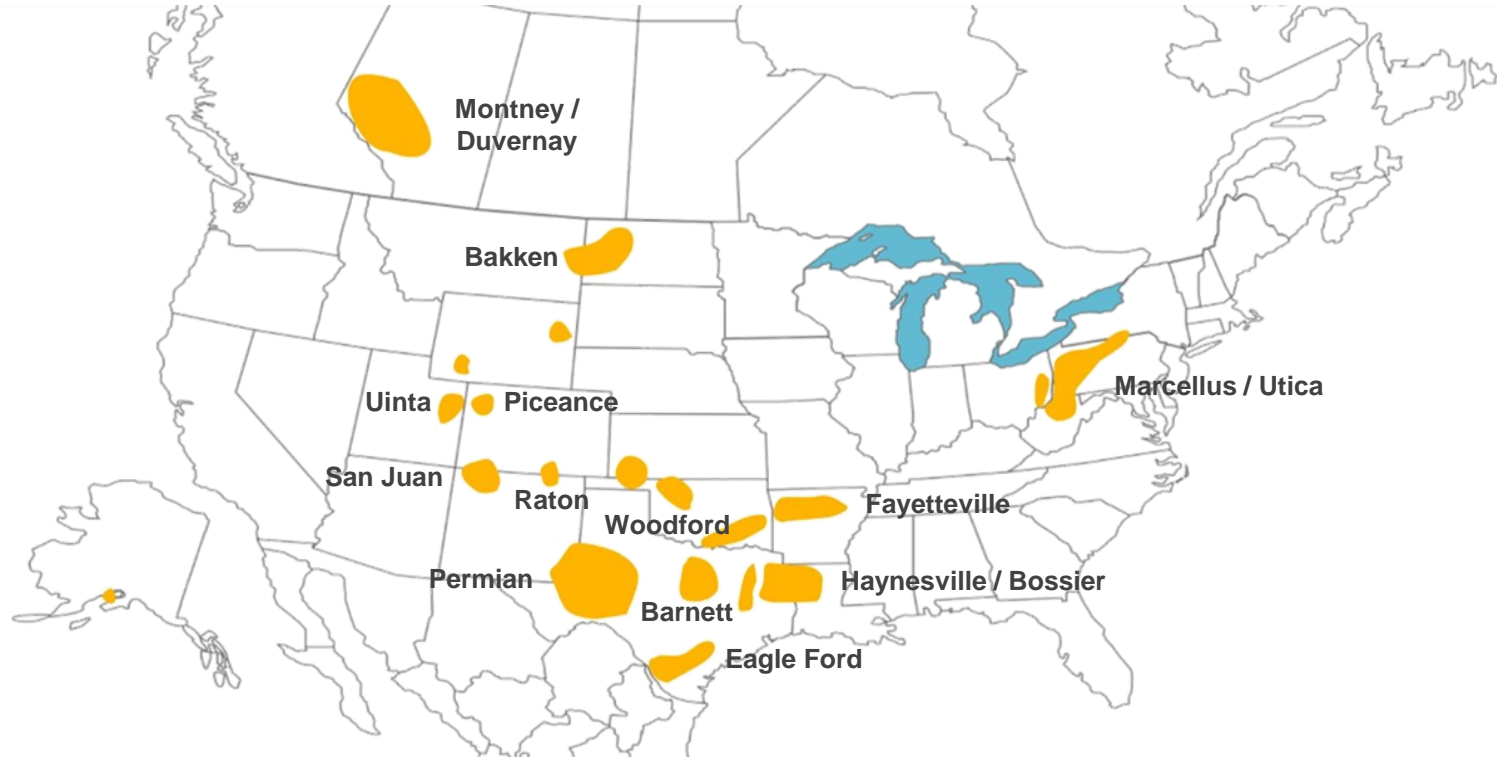 Montney /
Duvernay
Bakken
Marcellus / Utica
Uinta
Piceance
San Juan
Raton
Fayetteville
Woodford
Permian
Haynesville / Bossier
Barnett
Eagle Ford